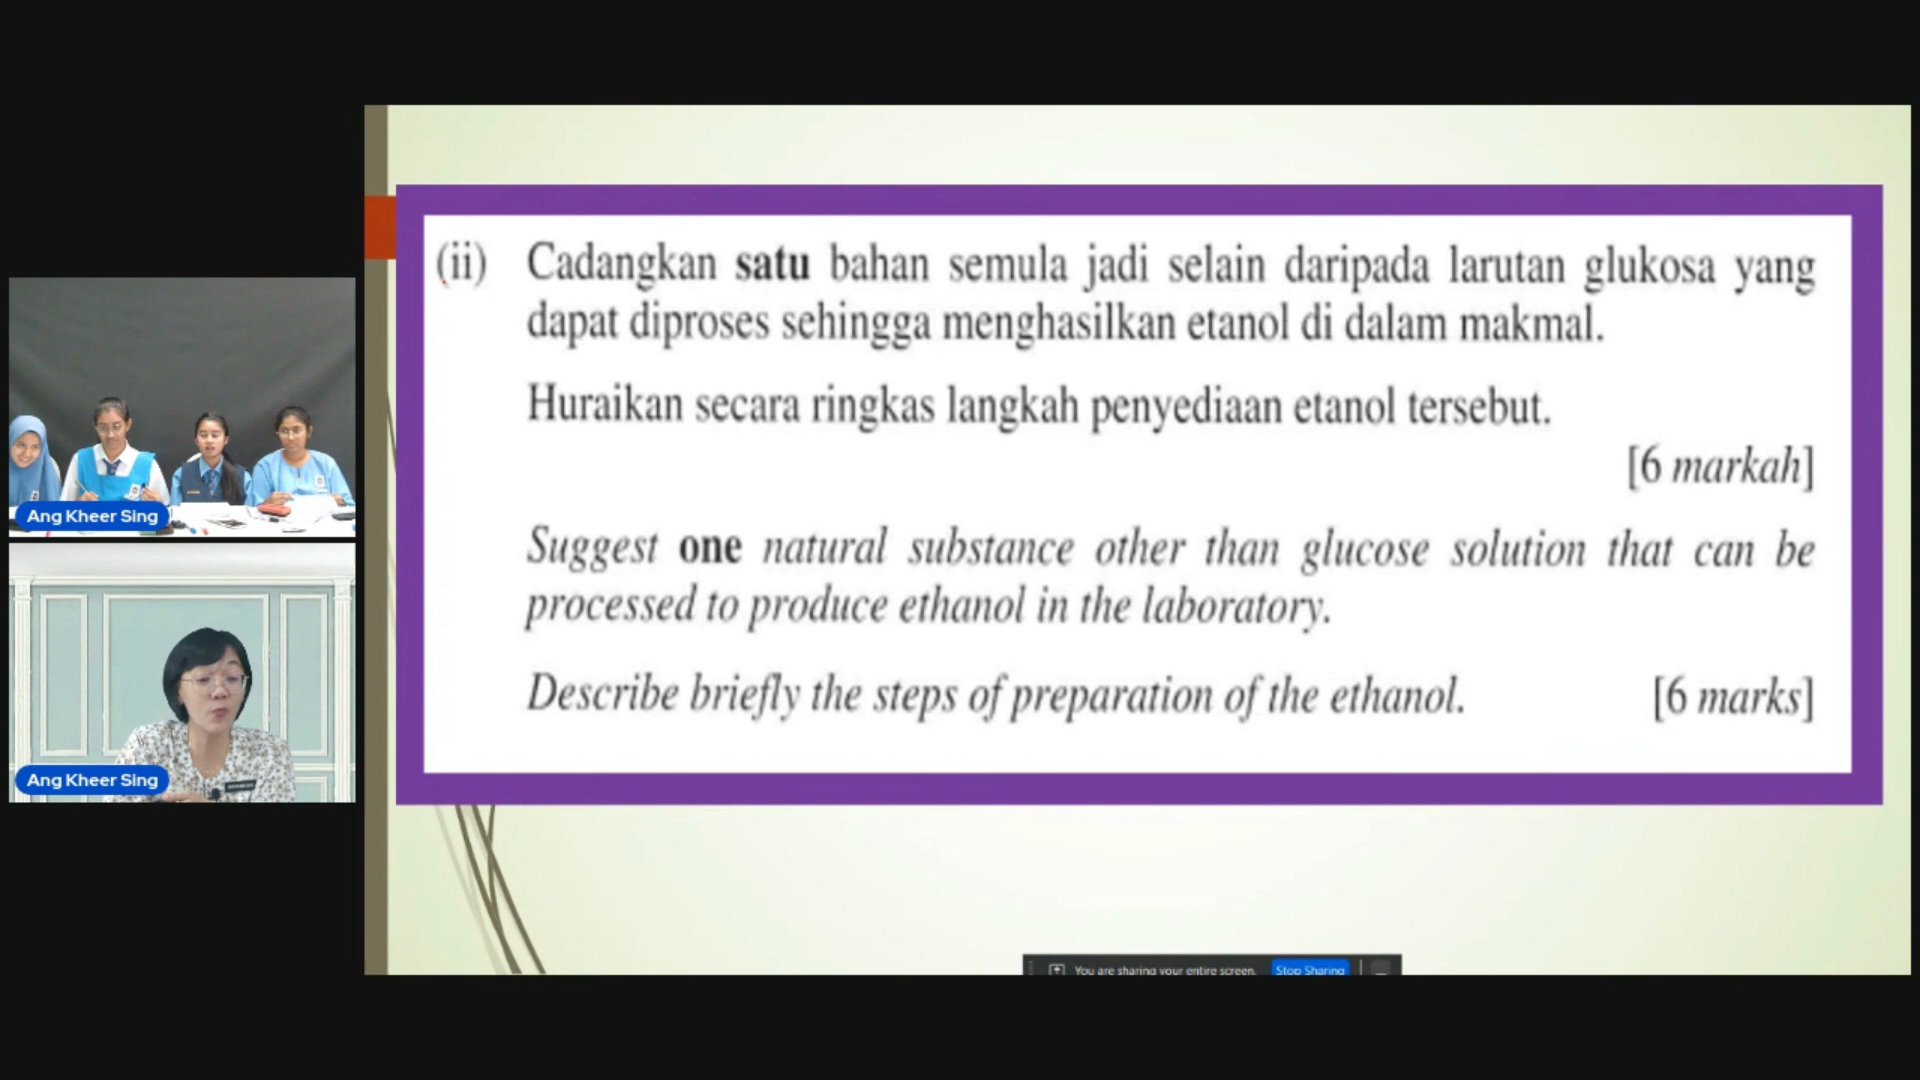 (ii) Cadangkan satu bahan semula jadi selain daripada larutan glukosa yang
dapat diproses sehingga menghasilkan etanol di dalam makmal.
Huraikan secara ringkas langkah penyediaan etanol tersebut.
[6 markah]
Suggest one natural substance other than glucose solution that can be
processed to produce ethanol in the laboratory.
Describe briefly the steps of preparation of the ethanol. [6 marks]
Ang Kheer Sing
Ang Kheer Sing
You are sharing your entire screen. Stop Sharing